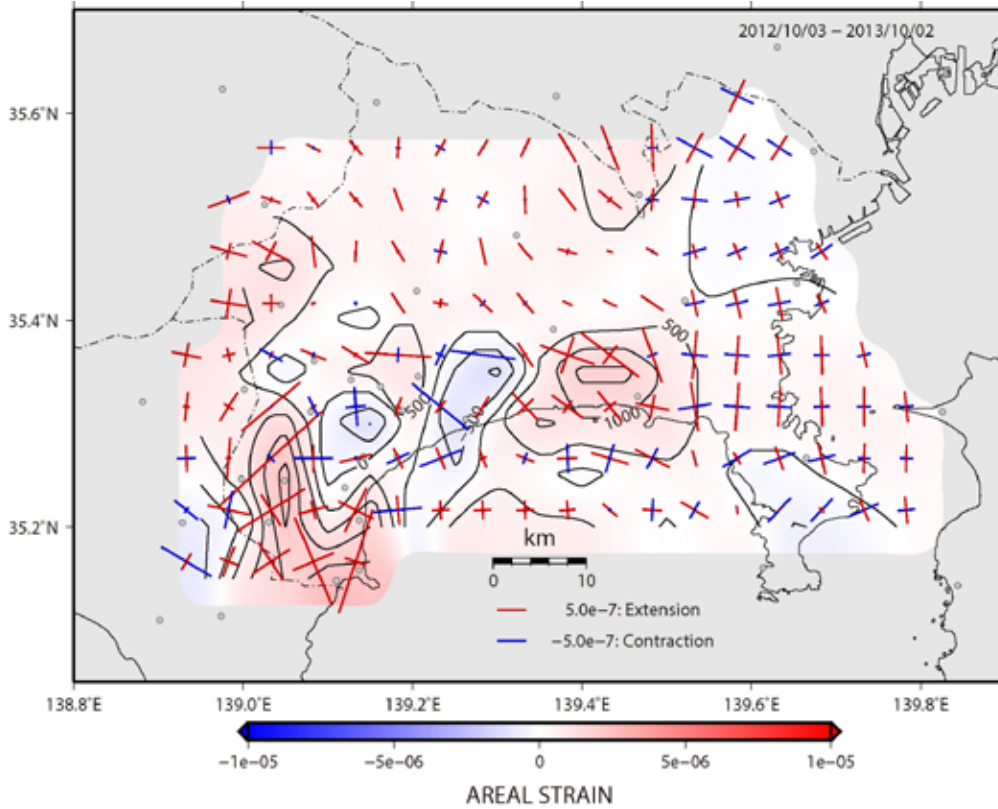 2012/10/03 − 2013/10/02
35.6°N
35.4°N
500
500
500
1000
35.2°N
km
0 10
5.0e−7: Extension
−5.0e−7: Contraction
138.8°E 139.0°E 139.2°E 139.4°E 139.6°E 139.8°E
−1e−05 −5e−06 0 5e−06 1e−05
AREAL STRAIN